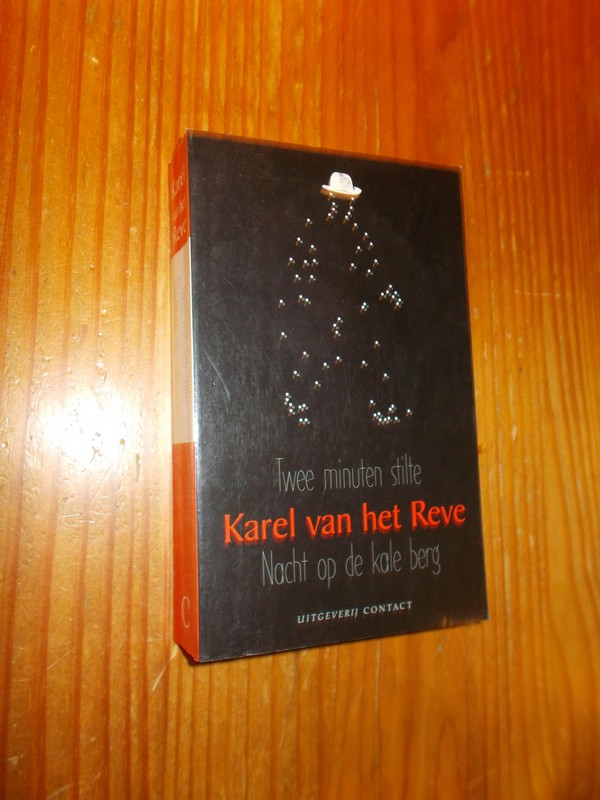 Karel
van het
Reve
Twee minuten stilte
Karel van het Reve
Nacht op de kale berg
UITGEVERIJ CONTACT
C